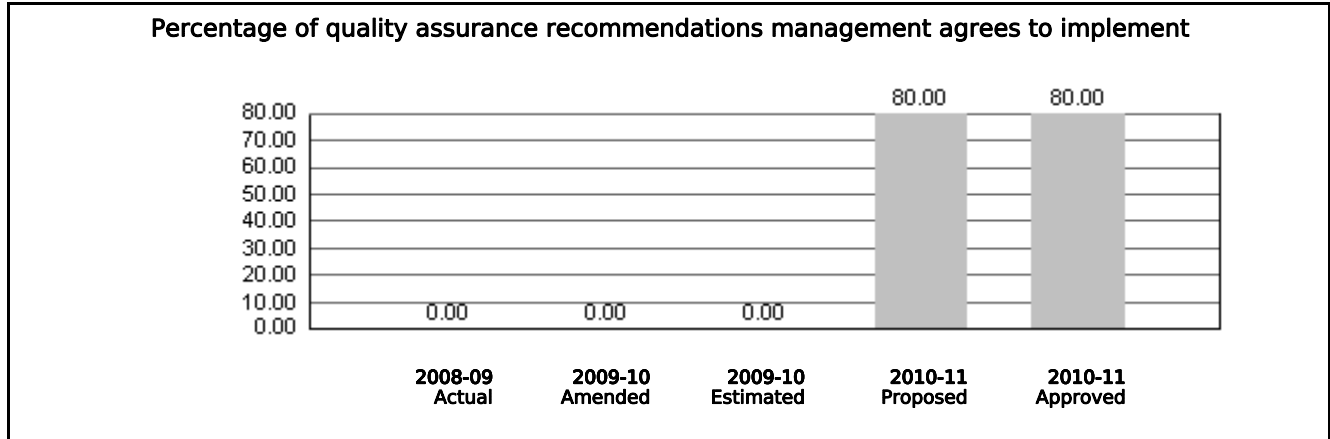 Percentage of quality assurance recommendations management agrees to implement
80.00 80.00
80.00
70.00
60.00
50.00
40.00
30.00
20.00
10.00
0.00
0.00 0.00 0.00
2008-09 2009-10 2009-10 2010-11 2010-11
Actual Amended Estimated Proposed Approved